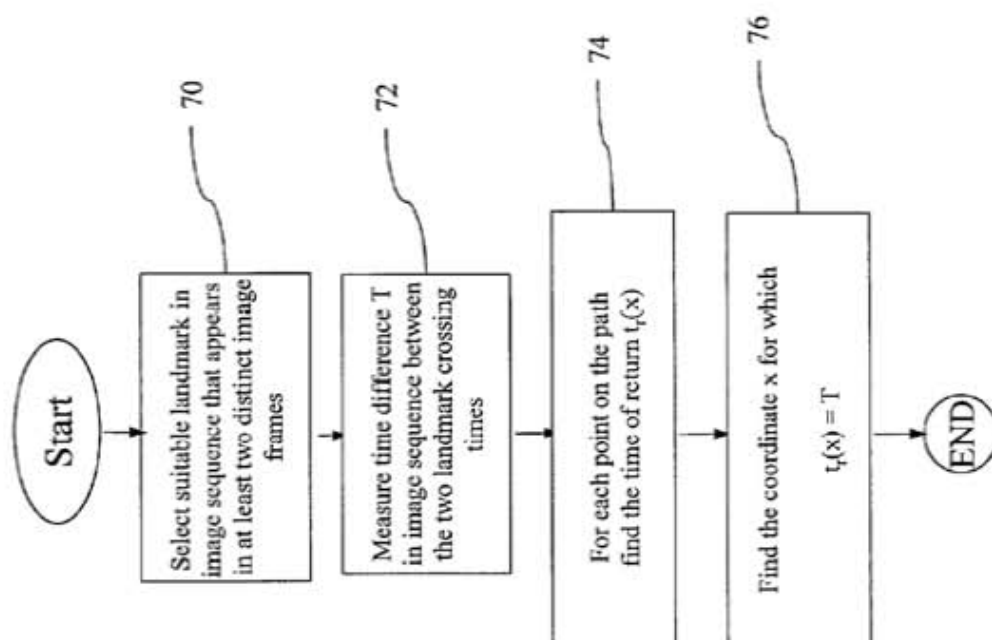 Start
Select suitable landmark in
image sequence that appears
in at least two distinct image
frames
70
Measure time difference T
in image sequence between
the two landmark crossing
times
72
For each point on the path
find the time of return tᵣ(x)
74
Find the coordinate x for which
tᵣ(x) = T
76
END